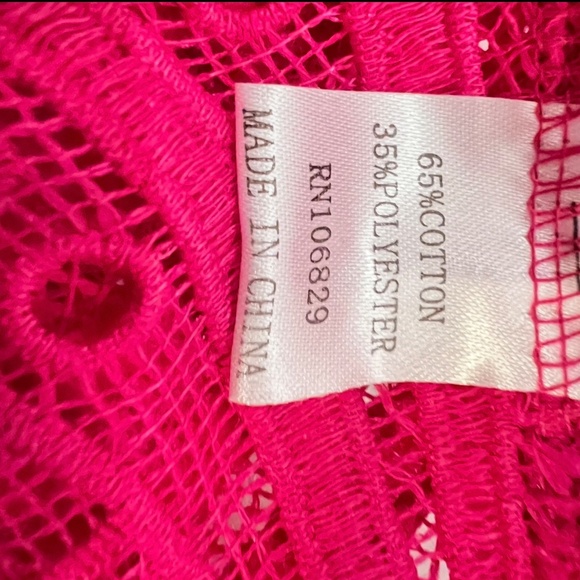 65%COTTON
35%POLYESTER
RN106829
MADE IN CHINA